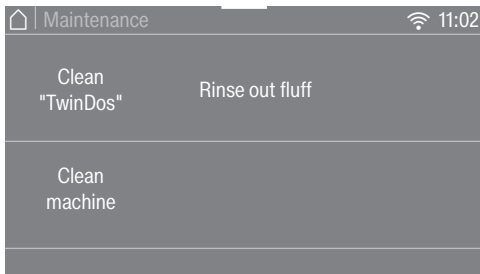 Maintenance 11:02
Clean
"TwinDos"
Rinse out fluff
Clean
machine